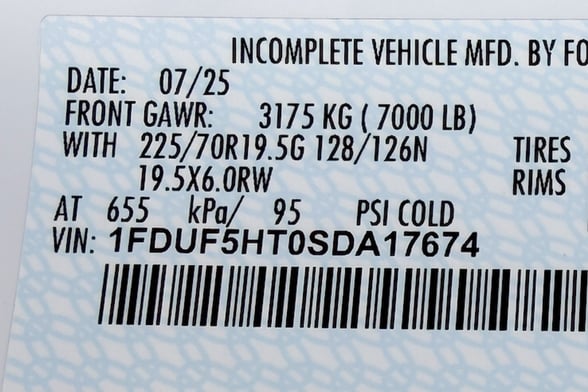 INCOMPLETE VEHICLE MFD. BY FO
DATE: 07/25
FRONT GAWR: 3175 KG ( 7000 LB)
WITH 225/70R19.5G 128/126N TIRES
19.5X6.0RW RIMS
AT 655 kPa/ 95 PSI COLD
VIN: 1FDUF5HT0SDA17674